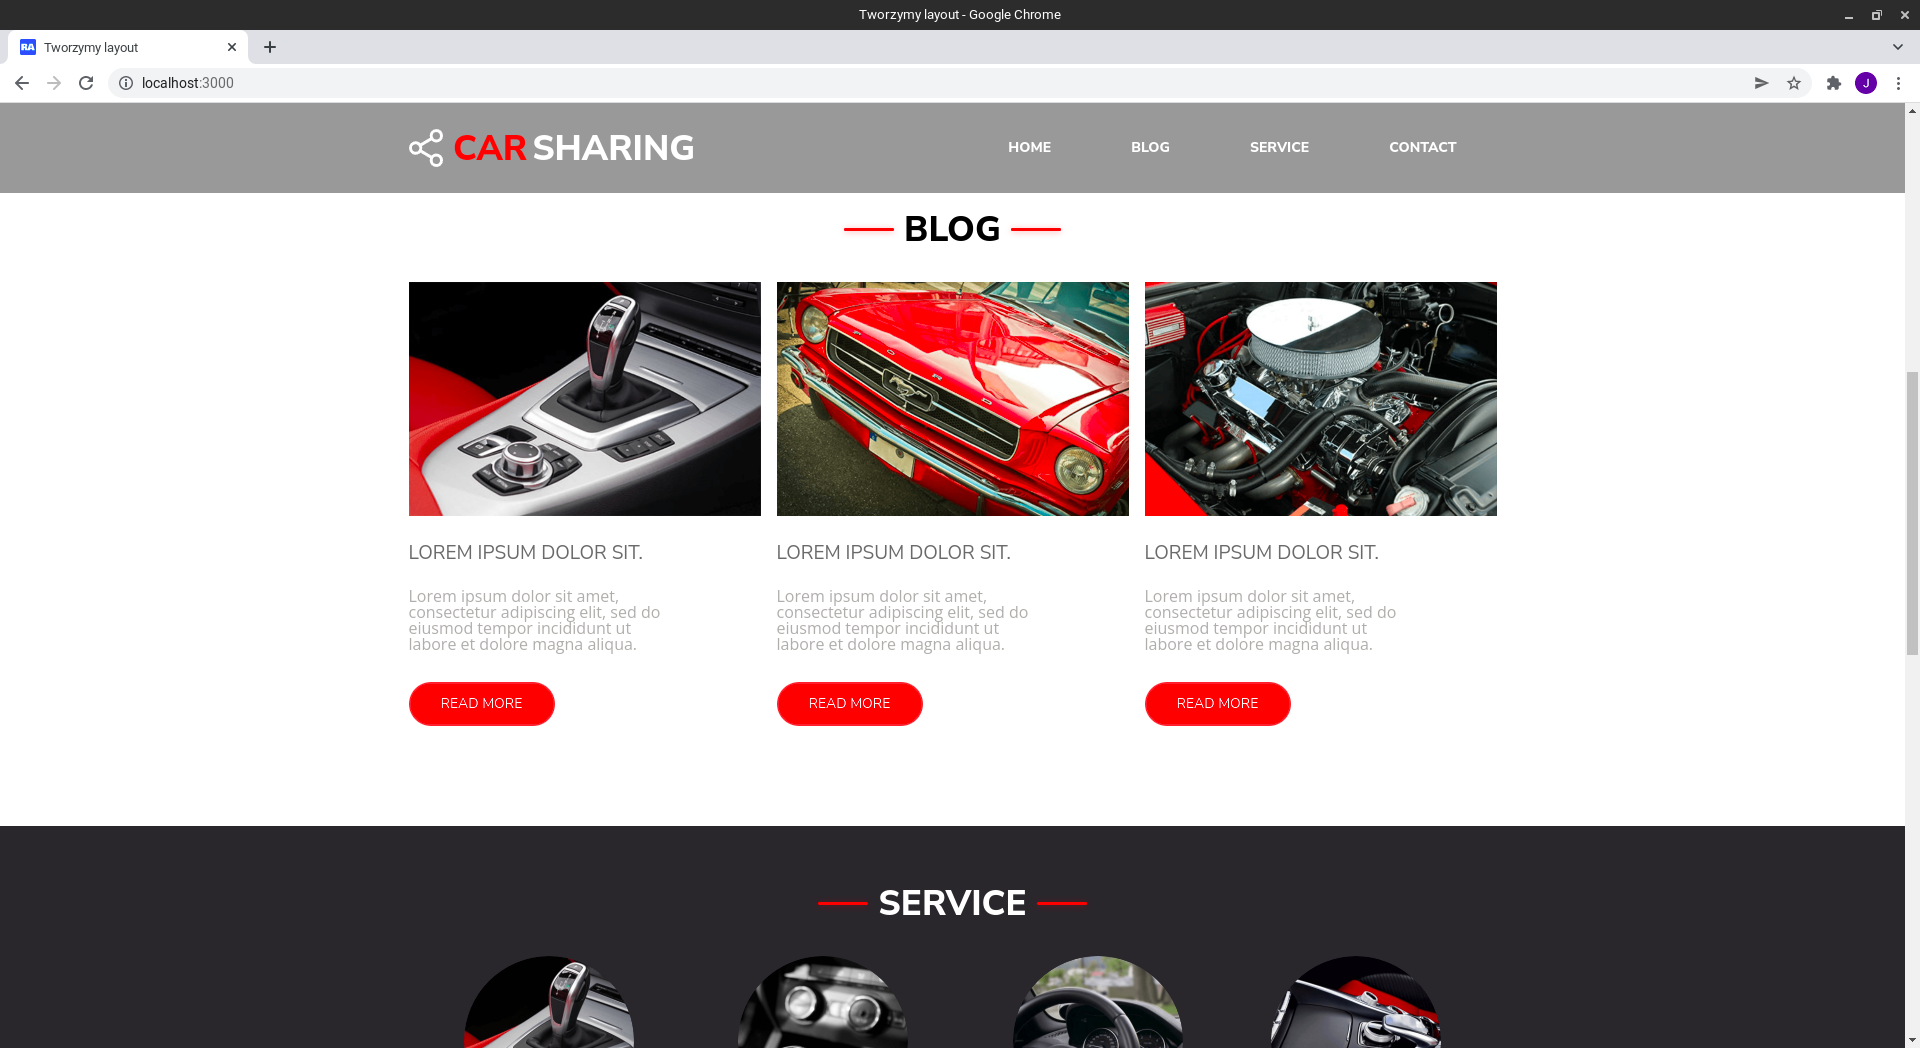 Tworzymy layout - Google Chrome
RA Tworzymy layout
localhost:3000
J
CAR SHARING
HOME BLOG SERVICE CONTACT
BLOG
LOREM IPSUM DOLOR SIT.
Lorem ipsum dolor sit amet,
consectetur adipiscing elit, sed do
eiusmod tempor incididunt ut
labore et dolore magna aliqua.
READ MORE
LOREM IPSUM DOLOR SIT.
Lorem ipsum dolor sit amet,
consectetur adipiscing elit, sed do
eiusmod tempor incididunt ut
labore et dolore magna aliqua.
READ MORE
LOREM IPSUM DOLOR SIT.
Lorem ipsum dolor sit amet,
consectetur adipiscing elit, sed do
eiusmod tempor incididunt ut
labore et dolore magna aliqua.
READ MORE
SERVICE